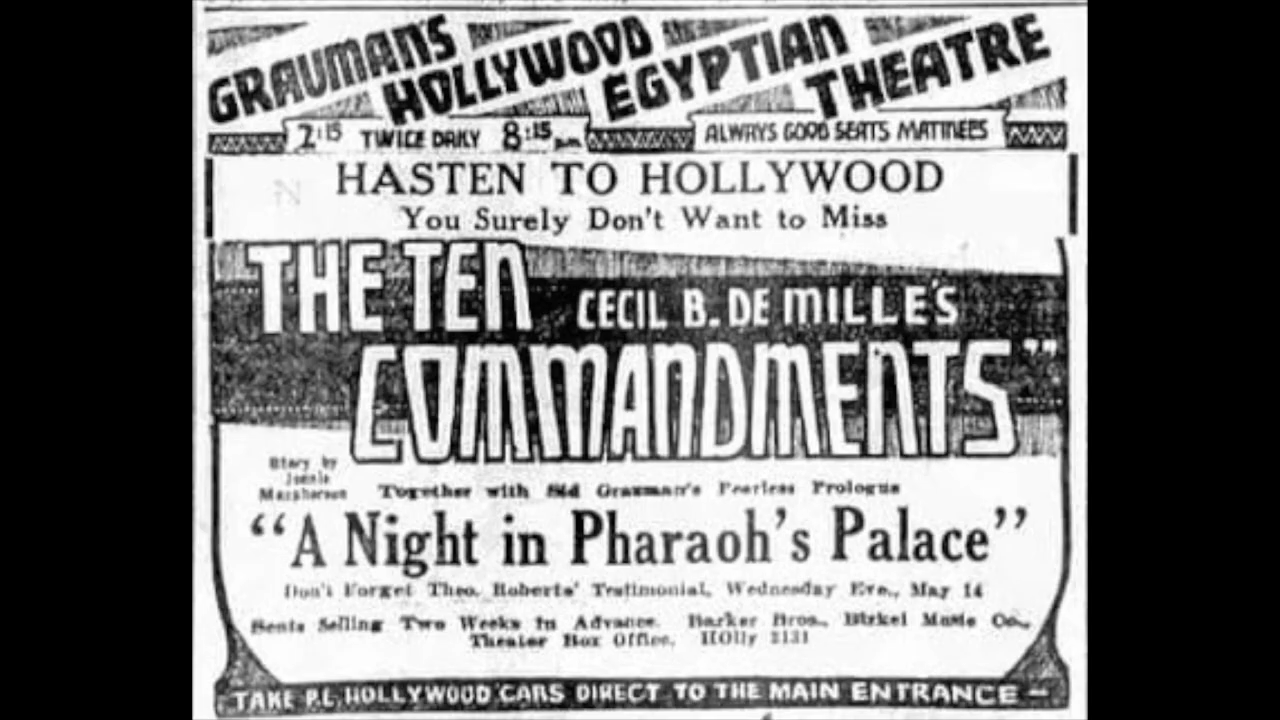 GRAUMAN'S HOLLYWOOD EGYPTIAN THEATRE
2:15 TWICE DAILY 8:15 p.m. ALWAYS GOOD SEATS MATINEES
HASTEN TO HOLLYWOOD
You Surely Don't Want to Miss
THE TEN
CECIL B. DE MILLE'S
COMMANDMENTS"
Story by
Jeanie
Macpherson
Together with Sid Grauman's Peerless Prologue
"A Night in Pharaoh's Palace"
Don't Forget Theo. Roberts' Testimonial, Wednesday Eve., May 14
Seats Selling Two Weeks in Advance. Barker Bros., Birkel Music Co.,
Theater Box Office. HOlly 2131
TAKE P.E. HOLLYWOOD CARS DIRECT TO THE MAIN ENTRANCE —